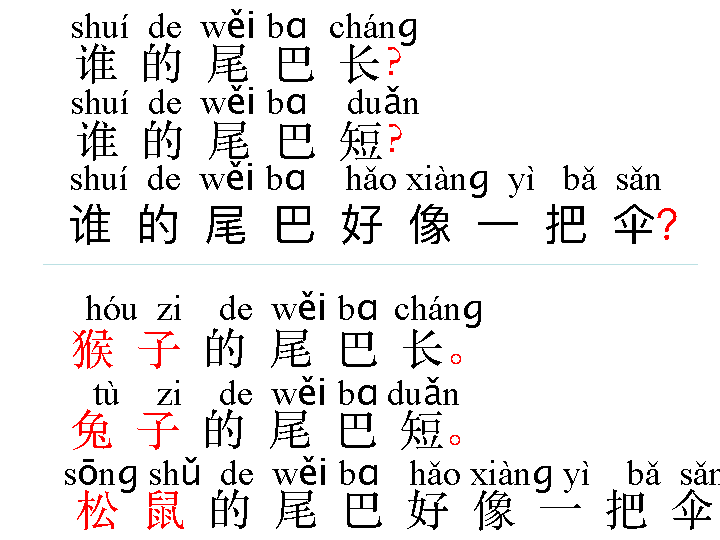 shuí de wěi bɑ chánɡ
谁的尾巴长?
shuí de wěi bɑ duǎn
谁的尾巴短?
shuí de wěi bɑ hǎo xiànɡ yì bǎ sǎn
谁的尾巴好像一把伞?
hóu zi de wěi bɑ chánɡ
猴子的尾巴长。
tù zi de wěi bɑ duǎn
兔子的尾巴短。
sōnɡ shǔ de wěi bɑ hǎo xiànɡ yì bǎ sǎn
松鼠的尾巴好像一把伞